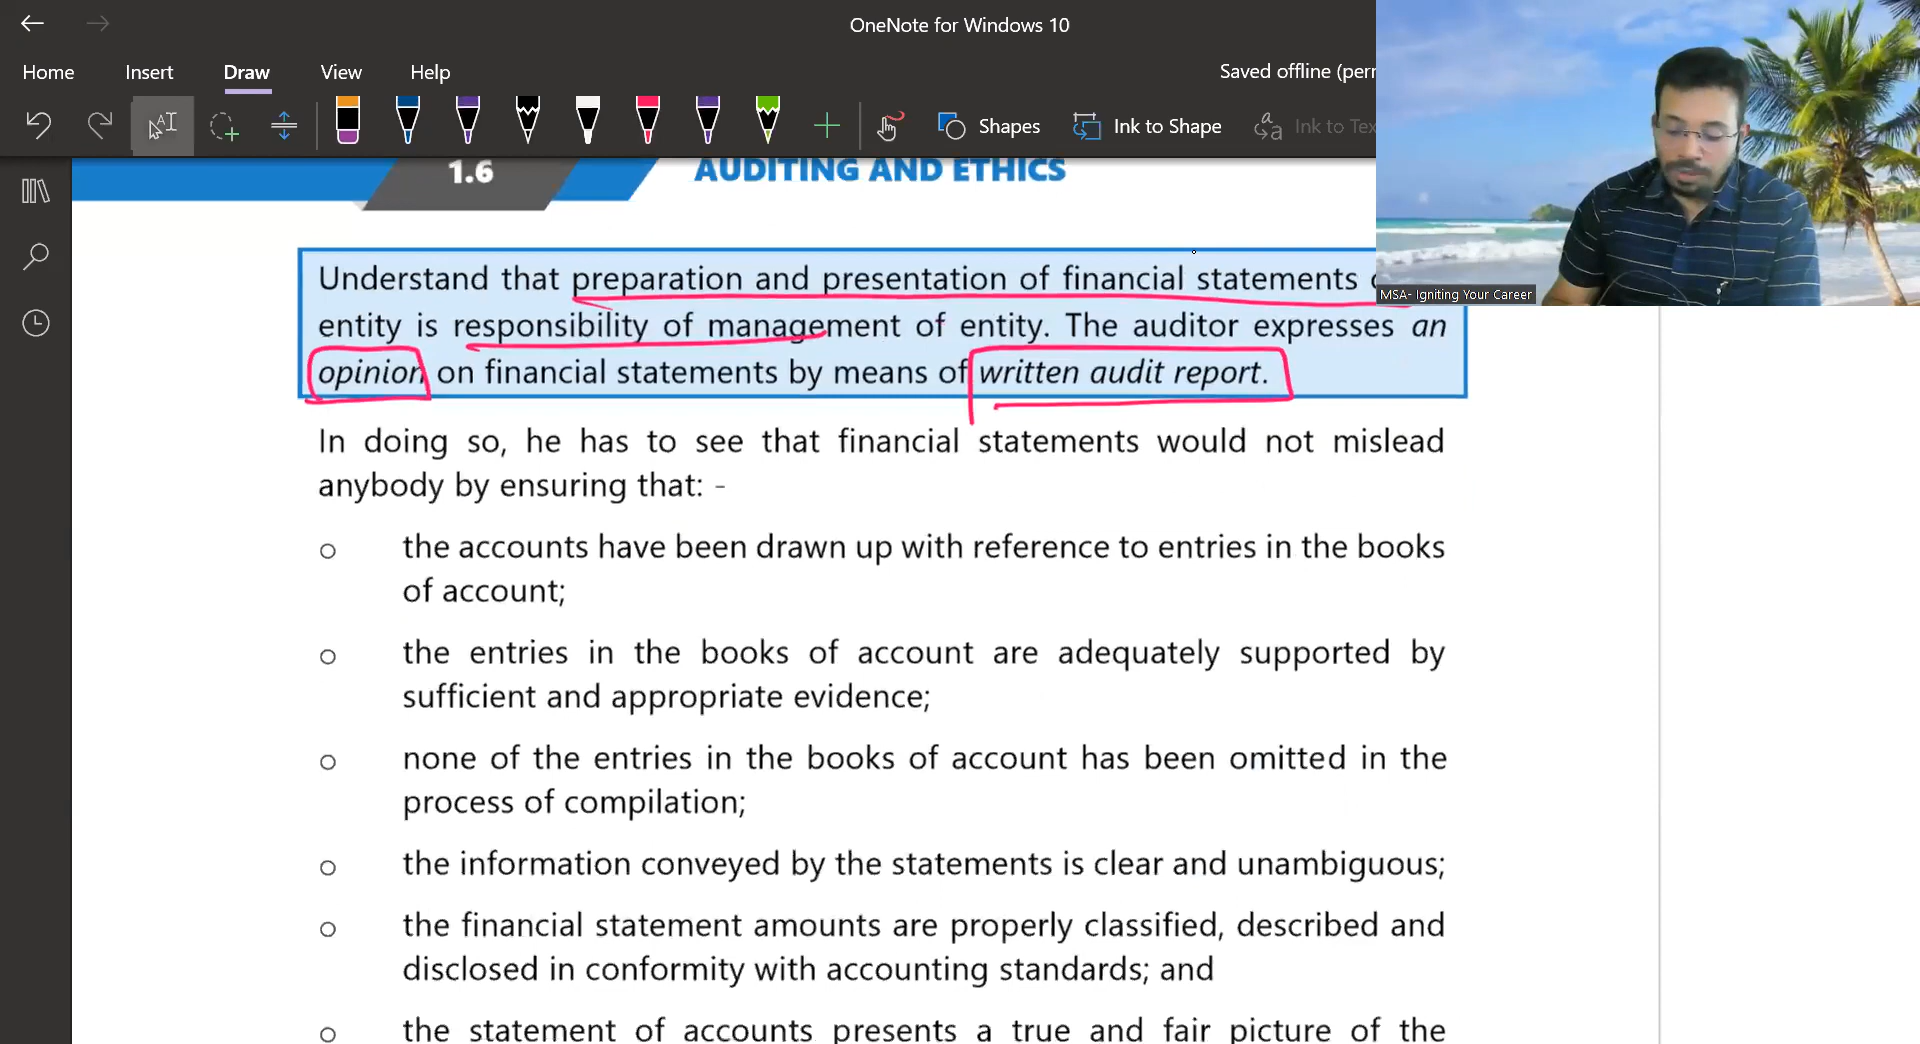 OneNote for Windows 10
Home Insert Draw View Help
Saved offline (per
Shapes Ink to Shape Ink to Tex
1.6 AUDITING AND ETHICS
MSA- Igniting Your Career
Understand that preparation and presentation of financial statements
entity is responsibility of management of entity. The auditor expresses an
opinion on financial statements by means of written audit report.
In doing so, he has to see that financial statements would not mislead
anybody by ensuring that: -
the accounts have been drawn up with reference to entries in the books
of account;
the entries in the books of account are adequately supported by
sufficient and appropriate evidence;
none of the entries in the books of account has been omitted in the
process of compilation;
the information conveyed by the statements is clear and unambiguous;
the financial statement amounts are properly classified, described and
disclosed in conformity with accounting standards; and
the statement of accounts presents a true and fair picture of the